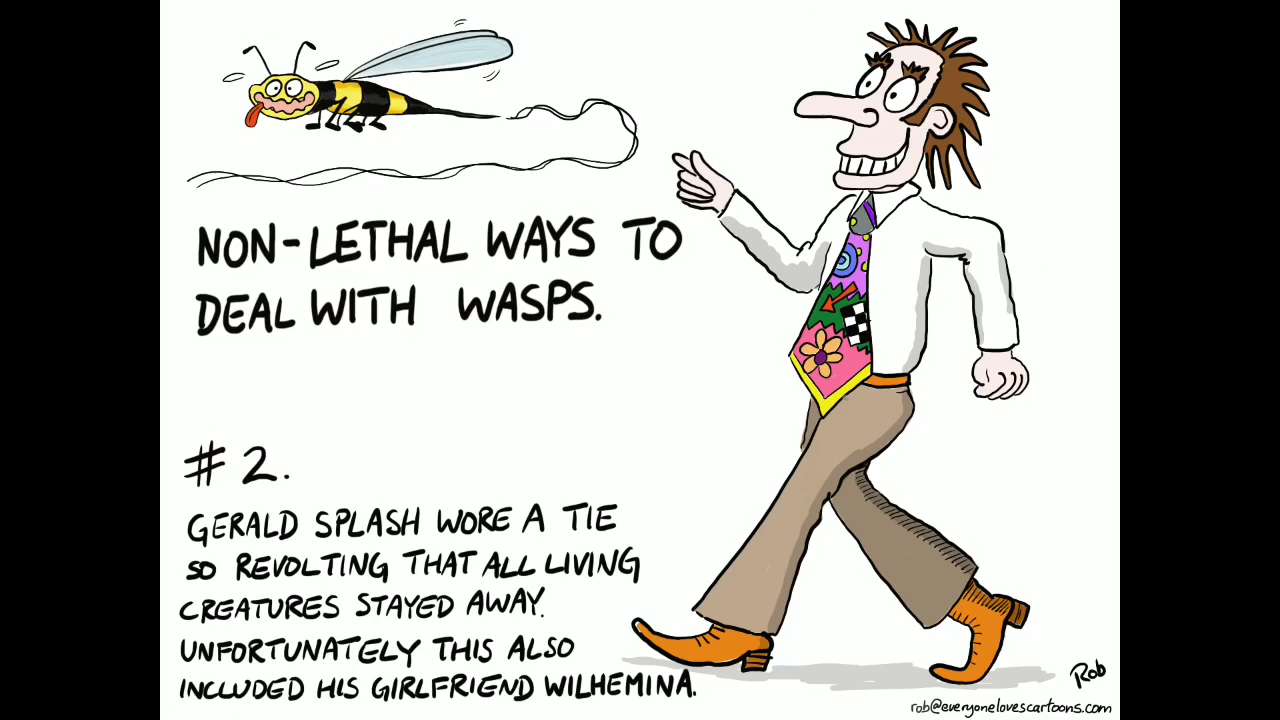 NON-LETHAL WAYS TO
DEAL WITH WASPS.
#2.
GERALD SPLASH WORE A TIE
SO REVOLTING THAT ALL LIVING
CREATURES STAYED AWAY.
UNFORTUNATELY THIS ALSO
INCLUDED HIS GIRLFRIEND WILHEMINA.
Rob
rob@everyonelovescartoons.com